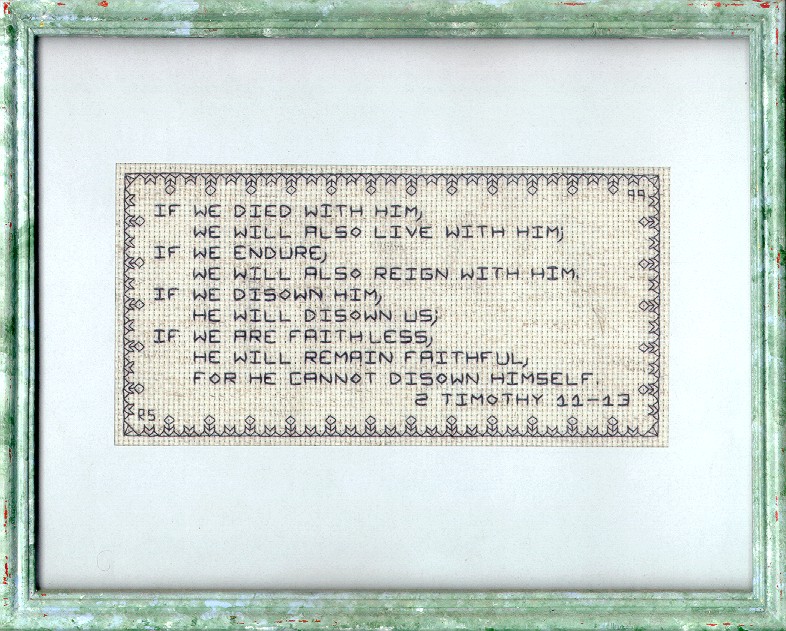 99
IF WE DIED WITH HIM,
WE WILL ALSO LIVE WITH HIM;
IF WE ENDURE,
WE WILL ALSO REIGN WITH HIM.
IF WE DISOWN HIM,
HE WILL DISOWN US;
IF WE ARE FAITHLESS,
HE WILL REMAIN FAITHFUL,
FOR HE CANNOT DISOWN HIMSELF.
2 TIMOTHY 11-13
RS